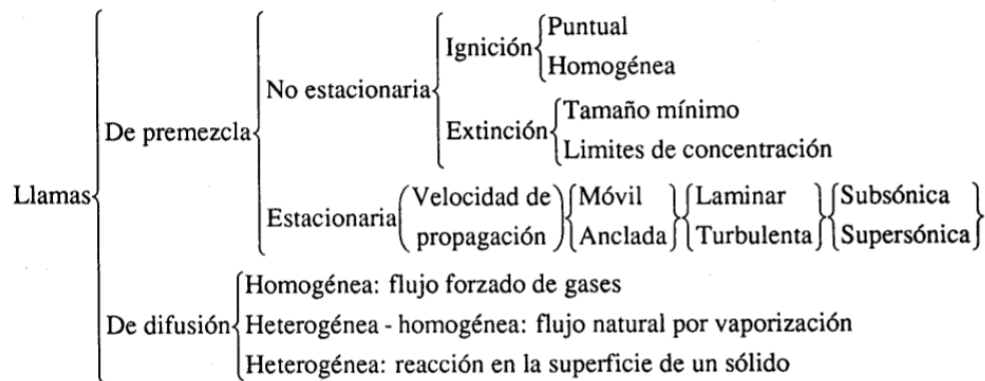 Llamas
De premezcla
No estacionaria
Ignición
Puntual
Homogénea
Extinción
Tamaño mínimo
Limites de concentración
Estacionaria
Velocidad de
propagación
Móvil
Anclada
Laminar
Turbulenta
Subsónica
Supersónica
De difusión
Homogénea: flujo forzado de gases
Heterogénea - homogénea: flujo natural por vaporización
Heterogénea: reacción en la superficie de un sólido